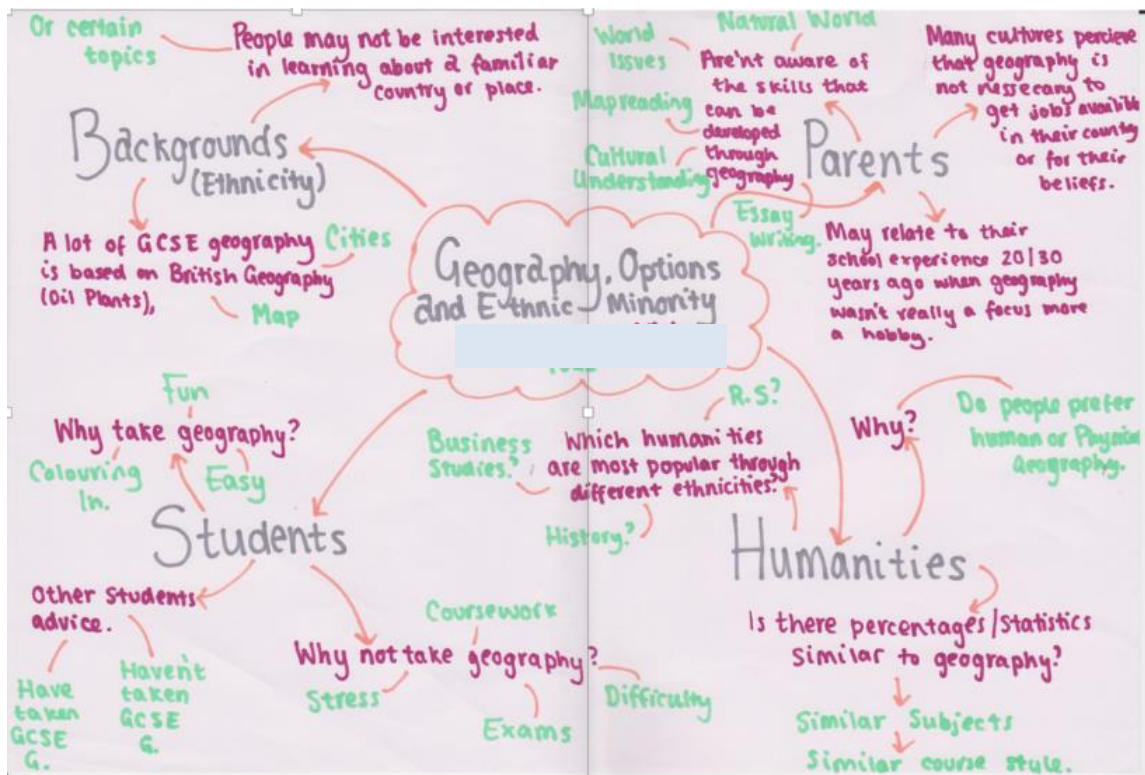 Or certain
topics
People may not be interested
in learning about a familiar
country or place.
Backgrounds
(Ethnicity)
A lot of GCSE geography
is based on British Geography
(Oil Plants),
Cities
Map
World
Issues
Natural World
Are'nt aware of
the skills that
can be
developed
through
geography
Mapreading
Cultural
Understanding
Essay
Writing.
Parents
Many cultures percieve
that geography is
not nessecary to
get jobs availible
in their county
or for their
beliefs.
May relate to their
school experience 20/30
years ago when geography
wasn't really a focus more
a hobby.
Geography, Options
and Ethnic Minority
Fun
Why take geography?
Colouring
In.
Easy
Students
Other Students
advice.
Have
taken
GCSE
G.
Haven't
taken
GCSE
G.
Coursework
Why not take geography?
Stress
Exams
Difficulty
R.S.?
Business
Studies?
Which humanities
are most popular through
different ethnicities?
History?
Why?
Do people prefer
human or Physical
Geography.
Humanities
Is there percentages/Statistics
similar to geography?
Similar Subjects
Similar course style.